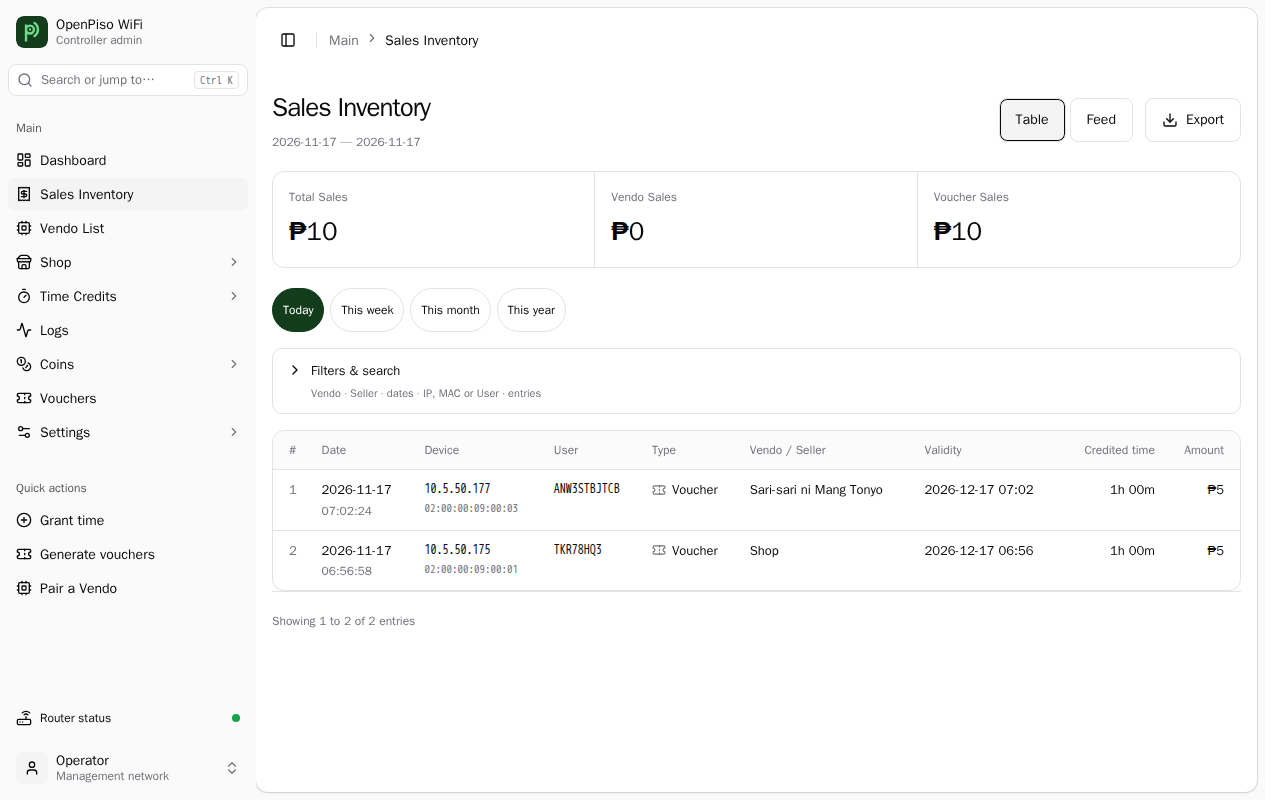 OpenPiso WiFi
Controller admin
Search or jump to···
Ctrl K
Main
Dashboard
Sales Inventory
Vendo List
Shop
Time Credits
Logs
Coins
Vouchers
Settings
Quick actions
Grant time
Generate vouchers
Pair a Vendo
Router status
Operator
Management network
Main > Sales Inventory
Sales Inventory
2026-11-17 — 2026-11-17
Table Feed Export
Total Sales Vendo Sales Voucher Sales
₱10 ₱0 ₱10
Today This week This month This year
Filters & search
Vendo · Seller · dates · IP, MAC or User · entries
# Date Device User Type Vendo / Seller Validity Credited time Amount
1 2026-11-17 10.5.50.177 ANW3STBJTCB Voucher Sari-sari ni Mang Tonyo 2026-12-17 07:02 1h 00m ₱5
07:02:24 02:00:00:09:00:03
2 2026-11-17 10.5.50.175 TKR78HQ3 Voucher Shop 2026-12-17 06:56 1h 00m ₱5
06:56:58 02:00:00:09:00:01
Showing 1 to 2 of 2 entries